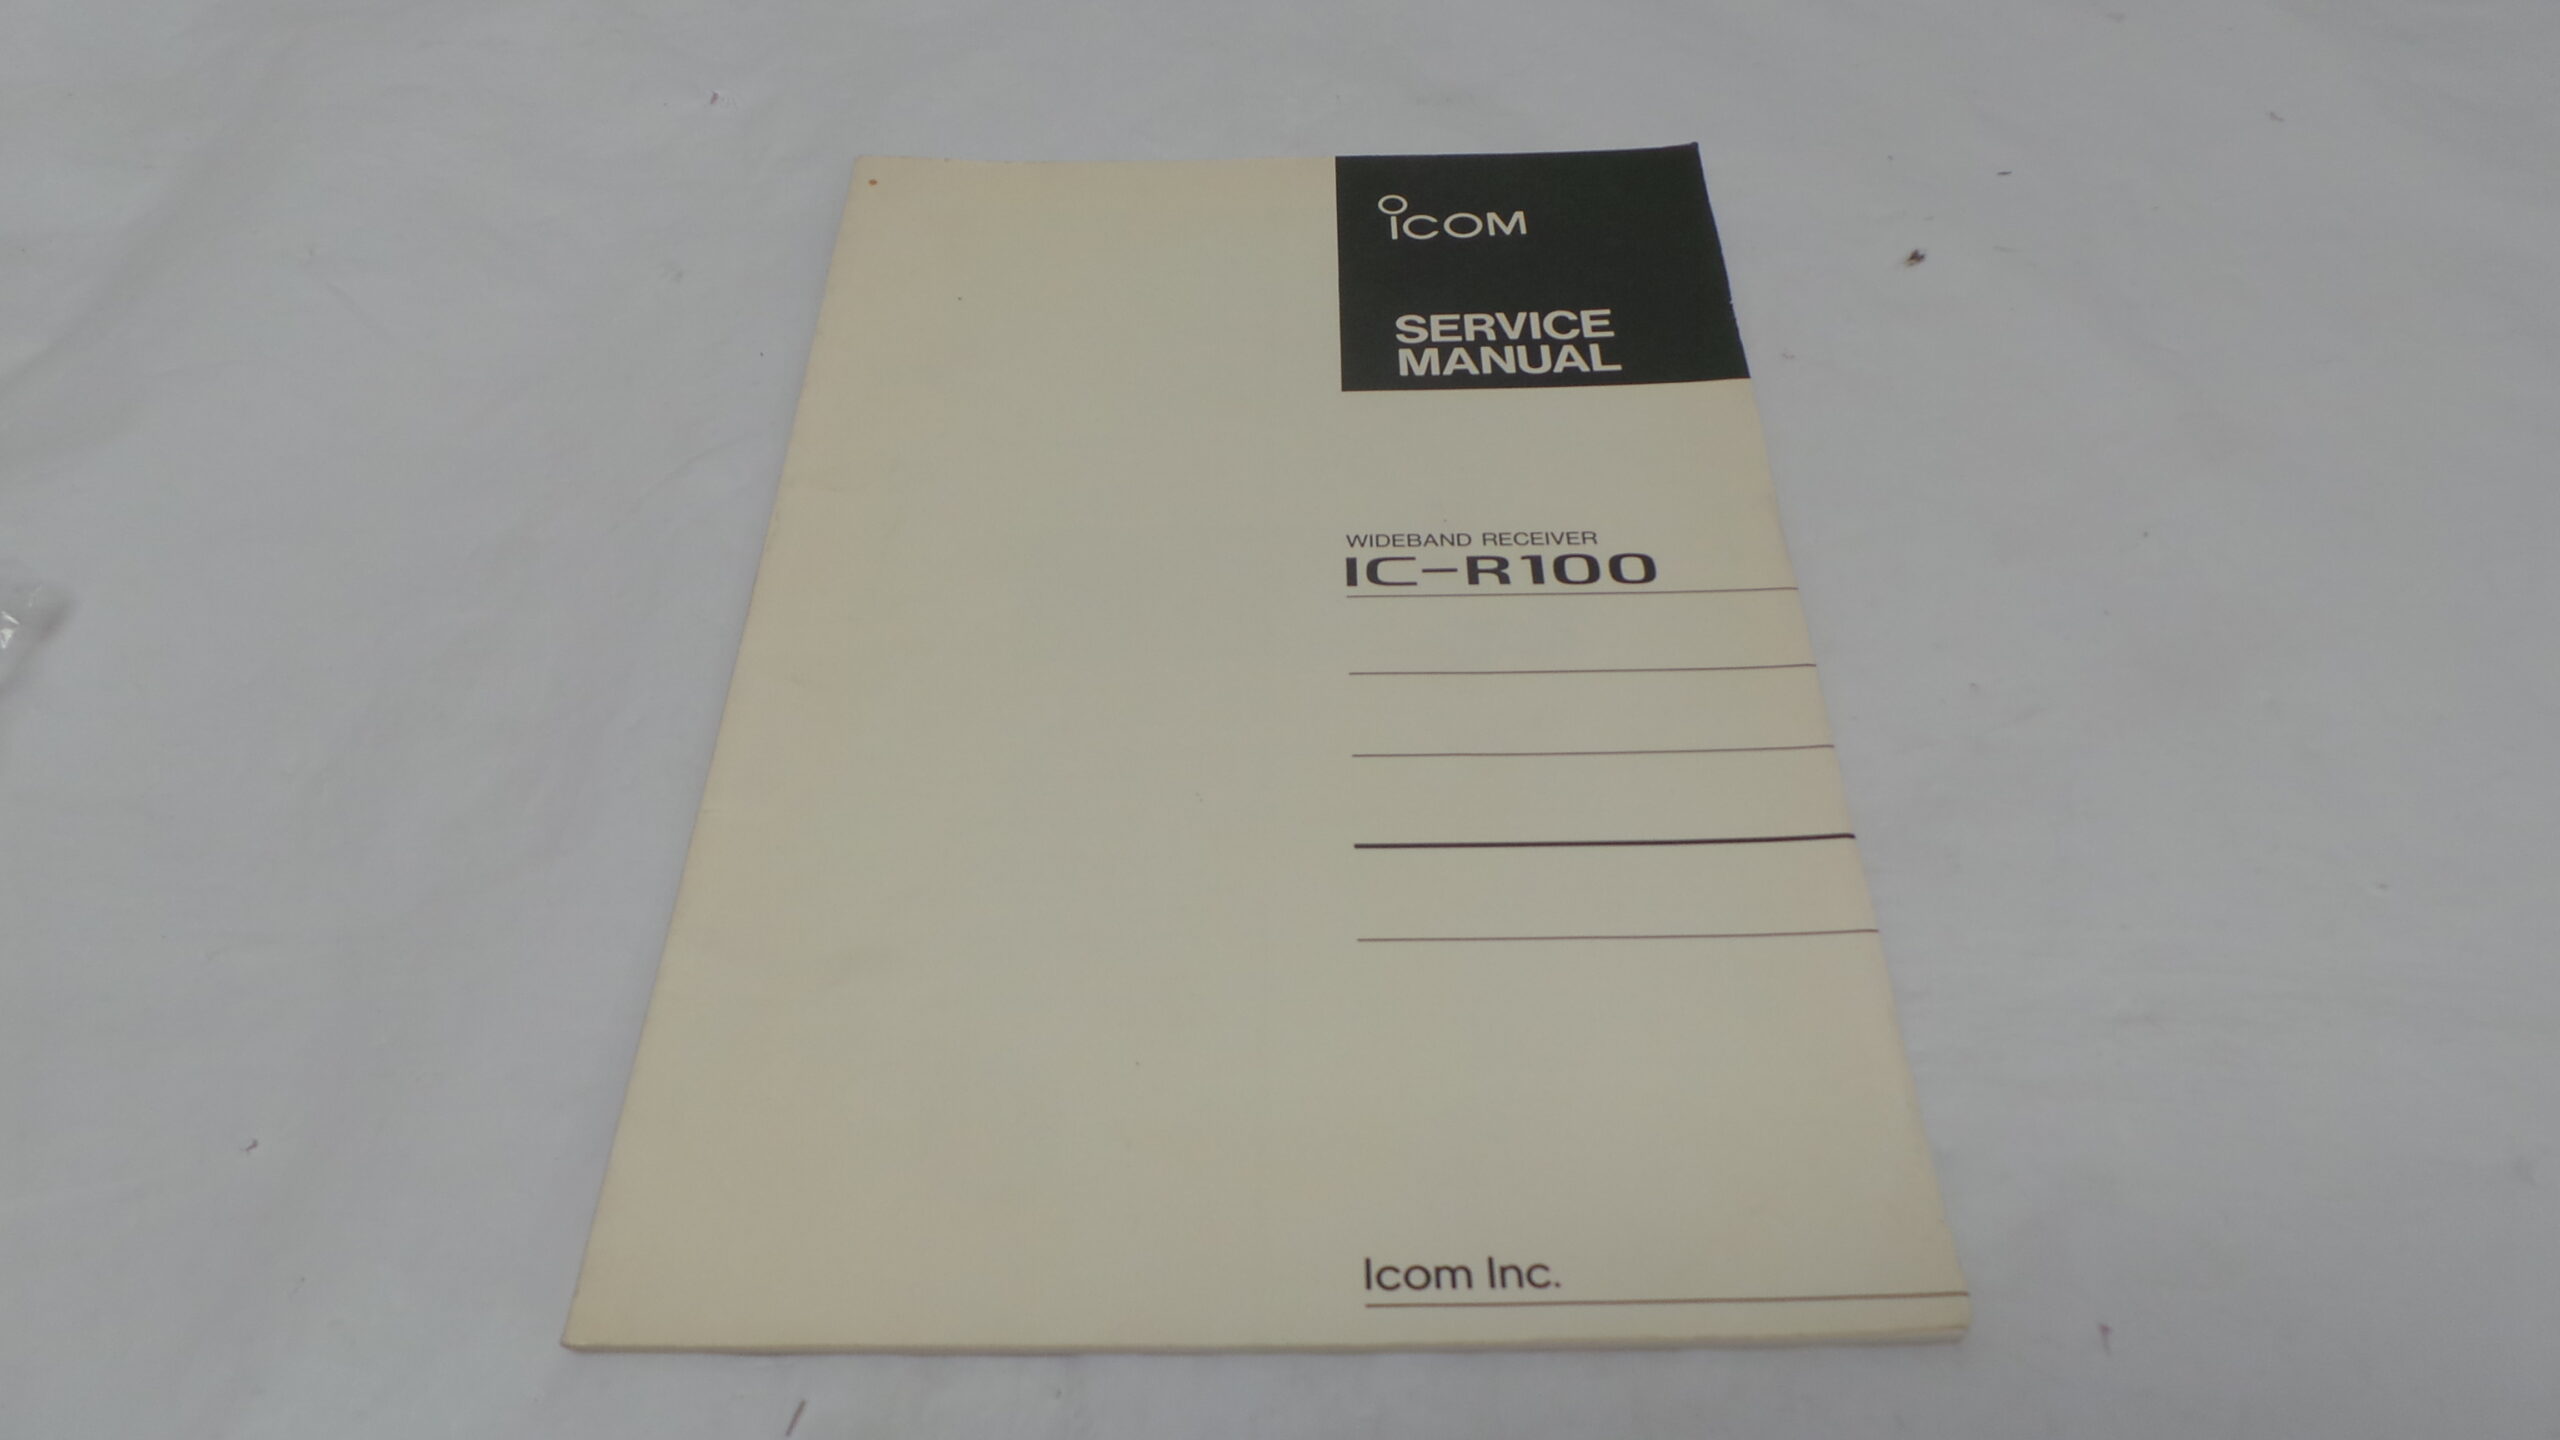 iCOM
SERVICE
MANUAL
WIDEBAND RECEIVER
IC-R100
Icom Inc.